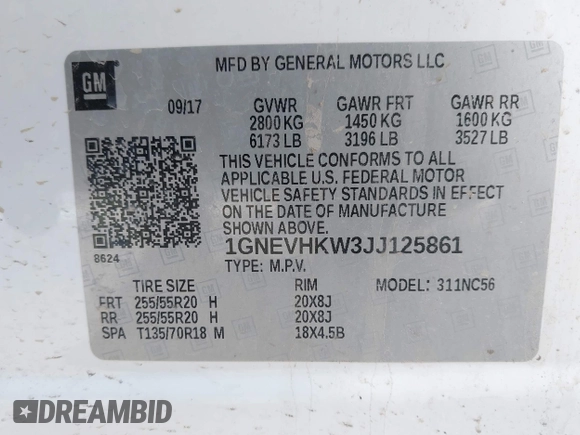 GM
MFD BY GENERAL MOTORS LLC
09/17 GVWR GAWR FRT GAWR RR
2800 KG 1450 KG 1600 KG
6173 LB 3196 LB 3527 LB
THIS VEHICLE CONFORMS TO ALL
APPLICABLE U.S. FEDERAL MOTOR
VEHICLE SAFETY STANDARDS IN EFFECT
ON THE DATE OF MANUFACTURE
SHOWN ABOVE.
8624
1GNEVHKW3JJ125861
TYPE: M.P.V. MODEL: 311NC56
TIRE SIZE RIM
FRT 255/55R20 H 20X8J
RR 255/55R20 H 20X8J
SPA T135/70R18 M 18X4.5B
DREAMBID